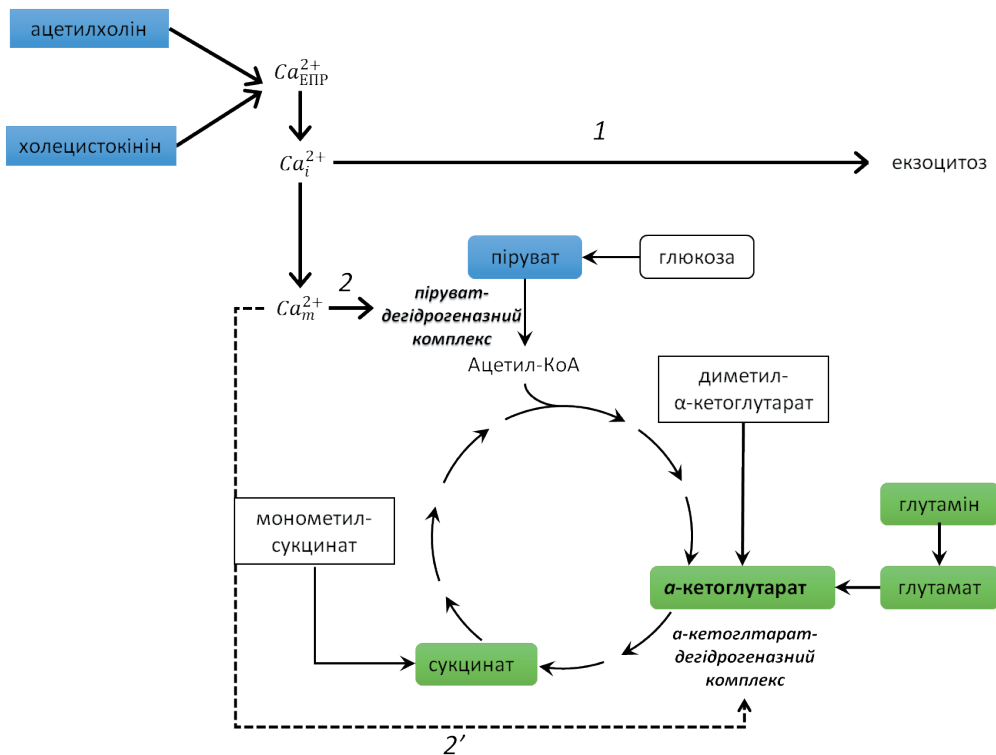 ацетилхолін
Ca²⁺ЕПР
1
холецистокінін
Ca²⁺i
екзоцитоз
піруват
глюкоза
2
Ca²⁺m
піруват-
дегідрогеназний
комплекс
Ацетил-КоА
диметил-
α-кетоглутарат
монометил-
сукцинат
глутамін
α-кетоглутарат
глутамат
α-кетоглтарат-
дегідрогеназний
комплекс
сукцинат
2'